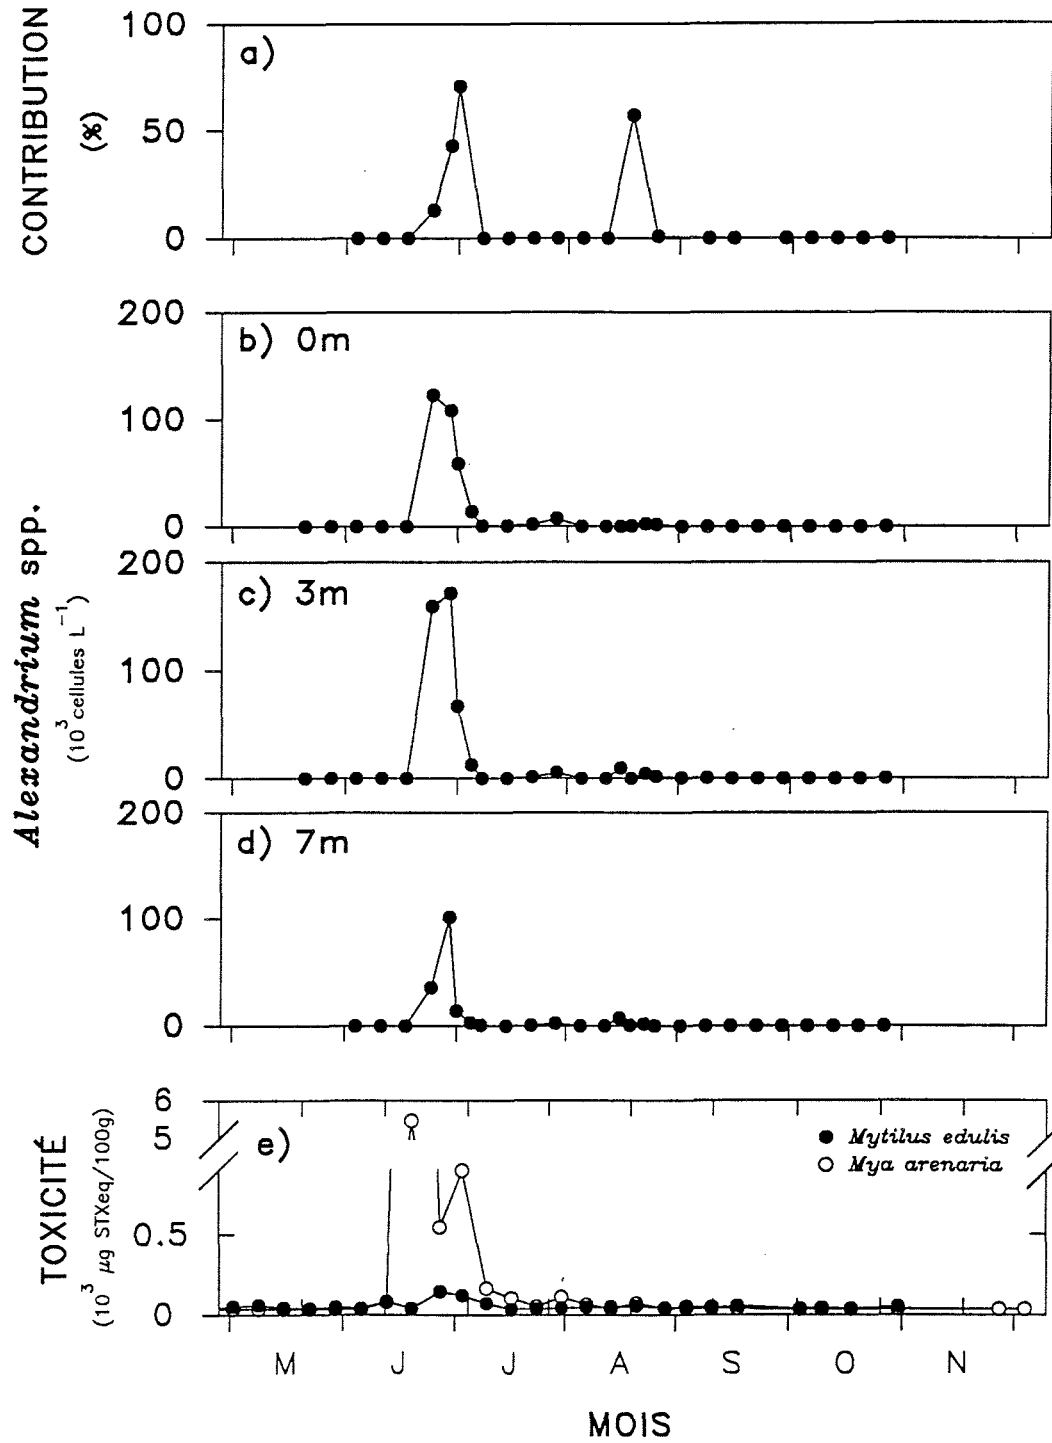 CONTRIBUTION
(%)
100
50
0
a)
Alexandrium spp.
(10³ cellules L⁻¹)
200
100
0
b) 0m
200
100
0
c) 3m
200
100
0
d) 7m
TOXICITÉ
(10³ µg STXeq/100g)
6
5
0.5
0
e)
Mytilus edulis
Mya arenaria
M J J A S O N
MOIS